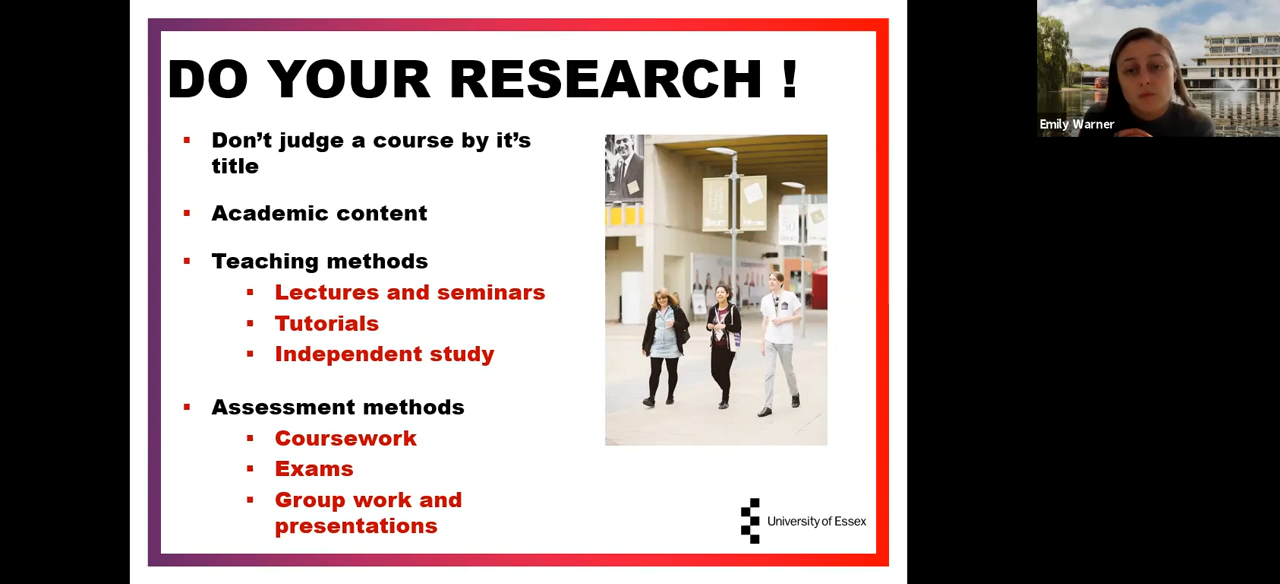 DO YOUR RESEARCH !
Don’t judge a course by it’s
title
Academic content
Teaching methods
Lectures and seminars
Tutorials
Independent study
Assessment methods
Coursework
Exams
Group work and
presentations
University of Essex
Emily Warner